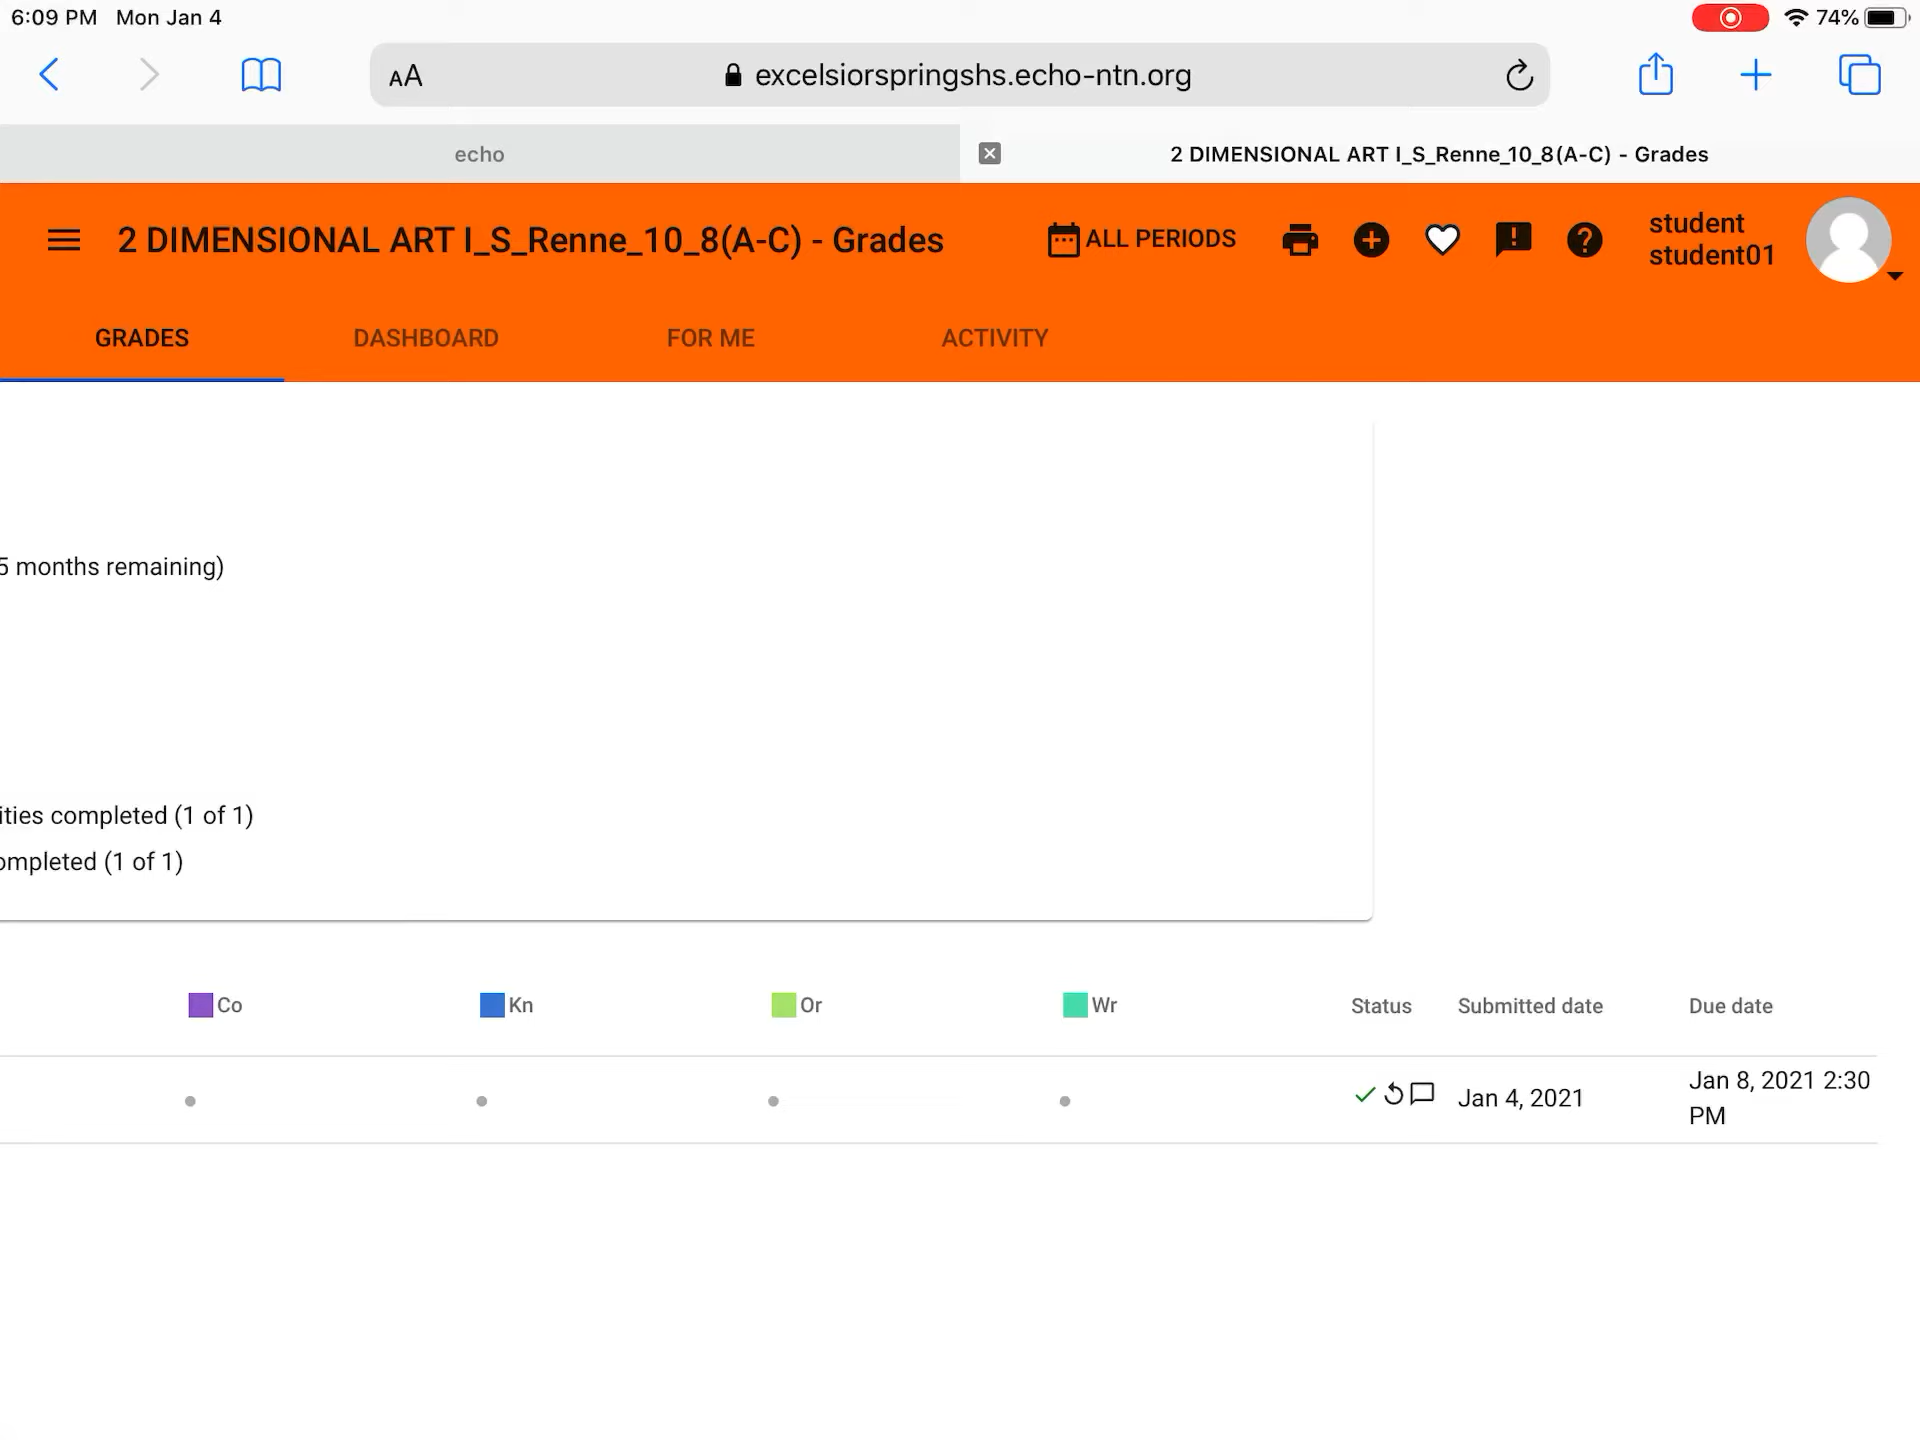 6:09 PM Mon Jan 4
74%
AA
excelsiorspringshs.echo-ntn.org
echo
2 DIMENSIONAL ART I_S_Renne_10_8(A-C) - Grades
2 DIMENSIONAL ART I_S_Renne_10_8(A-C) - Grades
ALL PERIODS
student
student01
GRADES
DASHBOARD
FOR ME
ACTIVITY
5 months remaining)
ities completed (1 of 1)
ompleted (1 of 1)
Co
Kn
Or
Wr
Status
Submitted date
Due date
Jan 4, 2021
Jan 8, 2021 2:30
PM